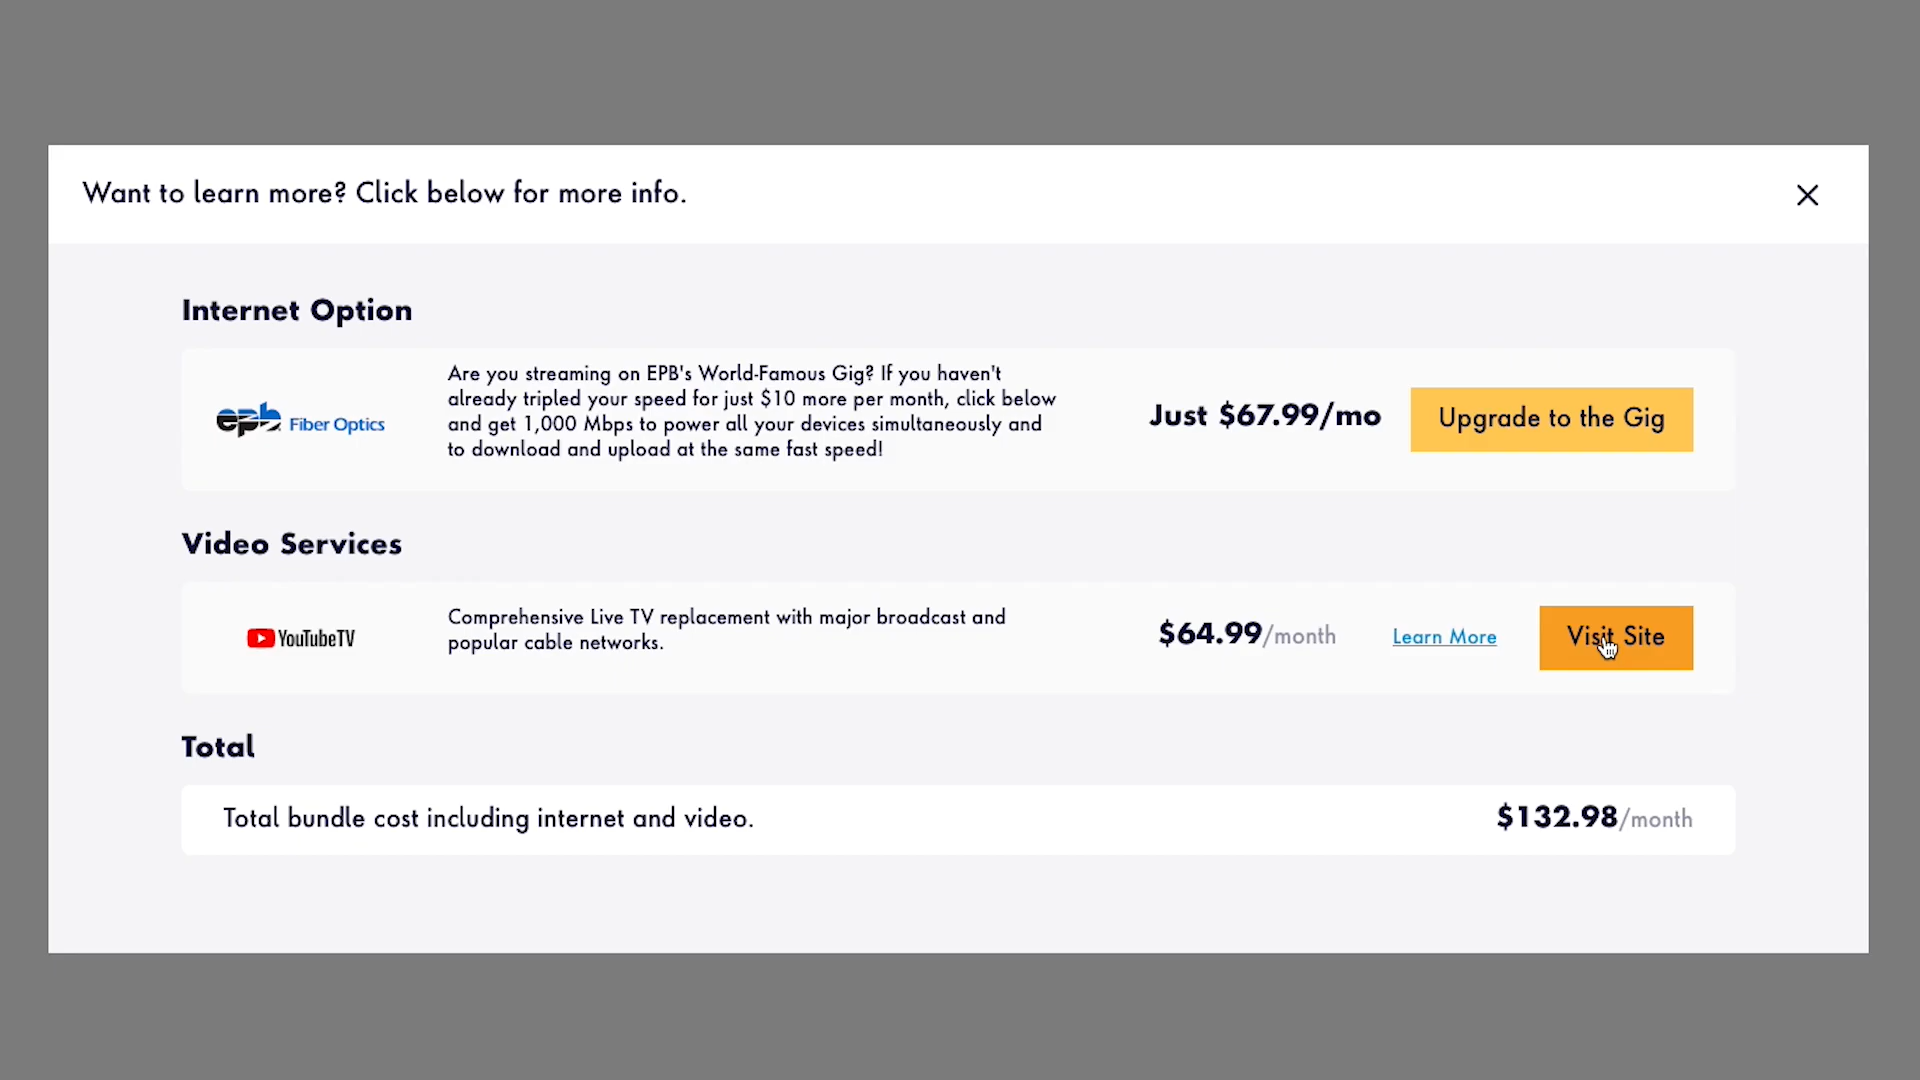 Want to learn more? Click below for more info.
Internet Option
epb Fiber Optics
Are you streaming on EPB's World-Famous Gig? If you haven't
already tripled your speed for just $10 more per month, click below
and get 1,000 Mbps to power all your devices simultaneously and
to download and upload at the same fast speed!
Just $67.99/mo
Upgrade to the Gig
Video Services
YouTubeTV
Comprehensive Live TV replacement with major broadcast and
popular cable networks.
$64.99/month
Learn More
Visit Site
Total
Total bundle cost including internet and video.
$132.98/month